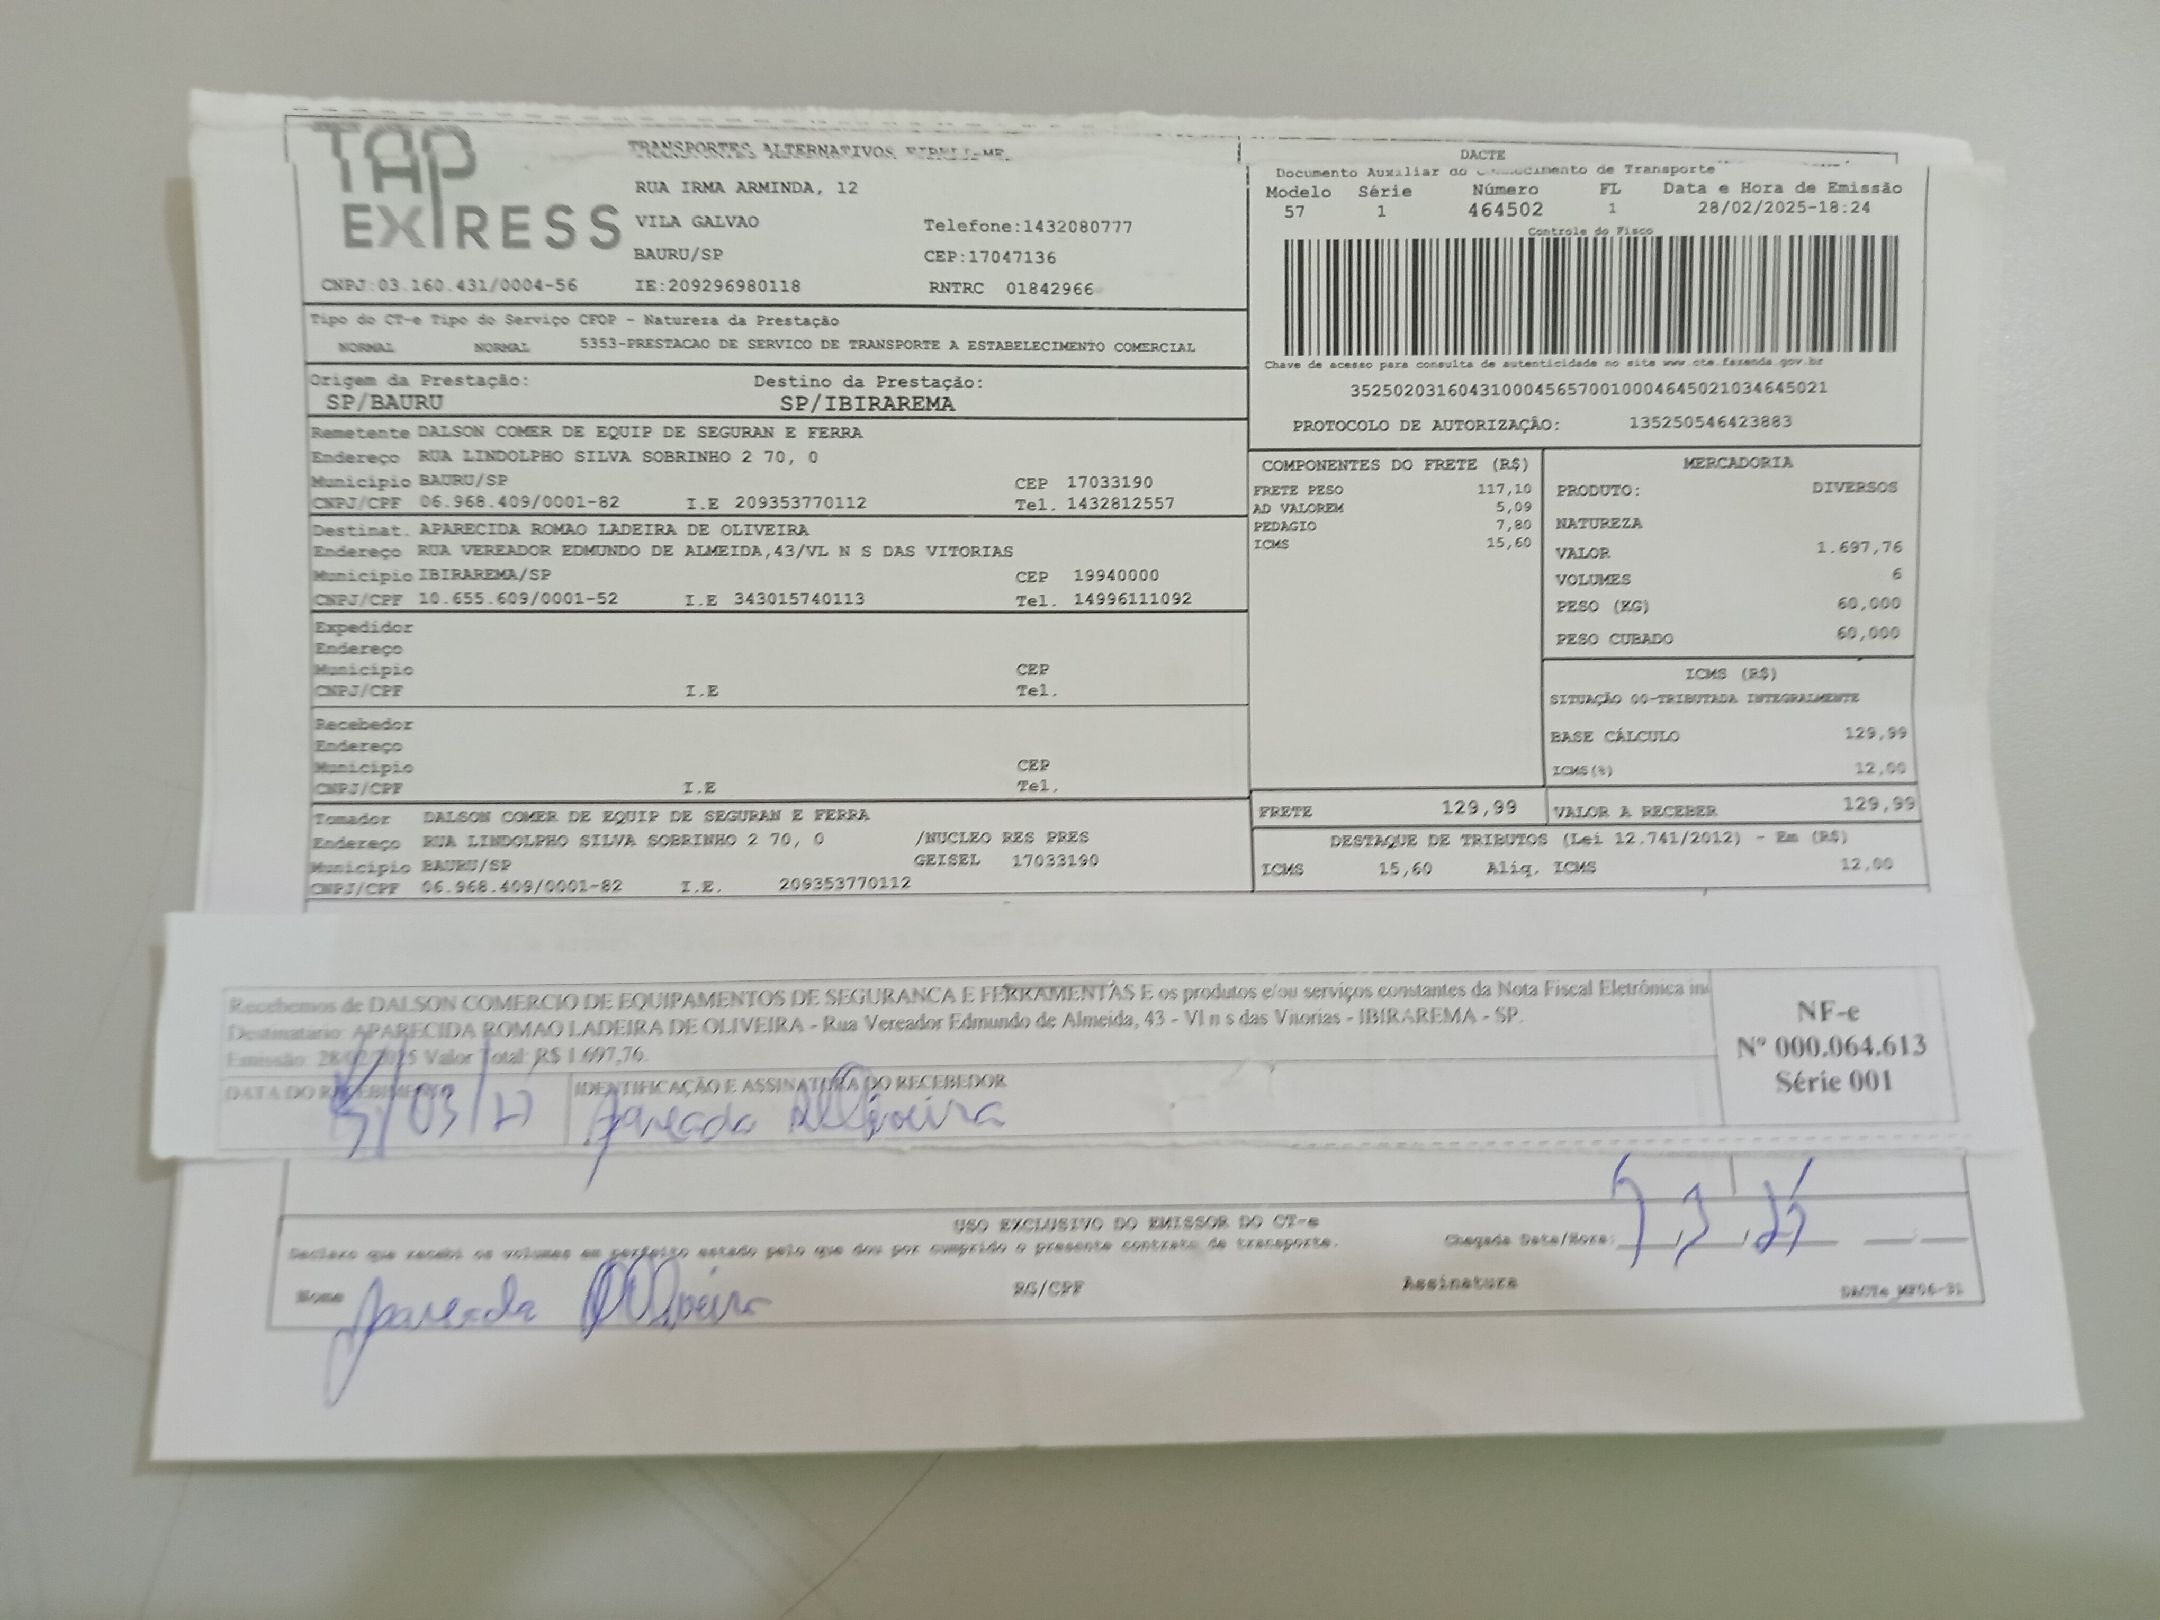 TAP EXPRESS
TRANSPORTES ALTERNATIVOS EIRELI-ME.
RUA IRMA ARMINDA, 12
VILA GALVAO Telefone:1432080777
BAURU/SP CEP:17047136
CNPJ:03.160.431/0004-56 IE:209296980118 RNTRC 01842966
DACTE
Documento Auxiliar do Conhecimento de Transporte
Modelo Série Número FL Data e Hora de Emissão
57 1 464502 1 28/02/2025-18:24
Controle do Fisco
Chave de acesso para consulta de autenticidade no site www.cte.fazenda.gov.br
35250203160431000456570010004645021034645021
PROTOCOLO DE AUTORIZAÇÃO: 135250546423883
Tipo do CT-e Tipo do Serviço CFOP - Natureza da Prestação
NORMAL NORMAL 5353-PRESTACAO DE SERVICO DE TRANSPORTE A ESTABELECIMENTO COMERCIAL
Origem da Prestação: Destino da Prestação:
SP/BAURU SP/IBIRAREMA
Remetente DALSON COMER DE EQUIP DE SEGURAN E FERRA
Endereço RUA LINDOLPHO SILVA SOBRINHO 2 70, 0
Município BAURU/SP CEP 17033190
CNPJ/CPF 06.968.409/0001-82 I.E 209353770112 Tel. 1432812557
Destinat. APARECIDA ROMAO LADEIRA DE OLIVEIRA
Endereço RUA VEREADOR EDMUNDO DE ALMEIDA,43/VL N S DAS VITORIAS
Município IBIRAREMA/SP CEP 19940000
CNPJ/CPF 10.655.609/0001-52 I.E 343015740113 Tel. 14996111092
Expedidor
Endereço
Município CEP
CNPJ/CPF I.E Tel.
Recebedor
Endereço
Município CEP
CNPJ/CPF I.E Tel.
Tomador DALSON COMER DE EQUIP DE SEGURAN E FERRA
Endereço RUA LINDOLPHO SILVA SOBRINHO 2 70, 0 /NUCLEO RES PRES
Município BAURU/SP GEISEL 17033190
CNPJ/CPF 06.968.409/0001-82 I.E. 209353770112
COMPONENTES DO FRETE (R$)
FRETE PESO 117,10
AD VALOREM 5,09
PEDAGIO 7,80
ICMS 15,60
MERCADORIA
PRODUTO: DIVERSOS
NATUREZA
VALOR 1.697,76
VOLUMES 6
PESO (KG) 60,000
PESO CUBADO 60,000
ICMS (R$)
SITUAÇÃO 00-TRIBUTADA INTEGRALMENTE
BASE CÁLCULO 129,99
ICMS(%) 12,00
FRETE 129,99 VALOR A RECEBER 129,99
DESTAQUE DE TRIBUTOS (Lei 12.741/2012) - Em (R$)
ICMS 15,60 Aliq. ICMS 12,00
Recebemos de DALSON COMERCIO DE EQUIPAMENTOS DE SEGURANCA E FERRAMENTAS E os produtos e/ou serviços constantes da Nota Fiscal Eletrônica in
Destinatário: APARECIDA ROMAO LADEIRA DE OLIVEIRA - Rua Vereador Edmundo de Almeida, 43 - Vl n s das Vitorias - IBIRAREMA - SP.
Emissão: 28/02/2025 Valor Total: R$ 1.697,76.
DATA DO RECEBIMENTO IDENTIFICAÇÃO E ASSINATURA DO RECEBEDOR
Aparecida Oliveira
NF-e
Nº 000.064.613
Série 001
USO EXCLUSIVO DO EMISSOR DO CT-e
Declaro que recebi os volumes em perfeito estado pelo que dou por cumprido o presente contrato de transporte. Chegada Data/Hora:
Nome Aparecida Oliveira RG/CPF Assinatura